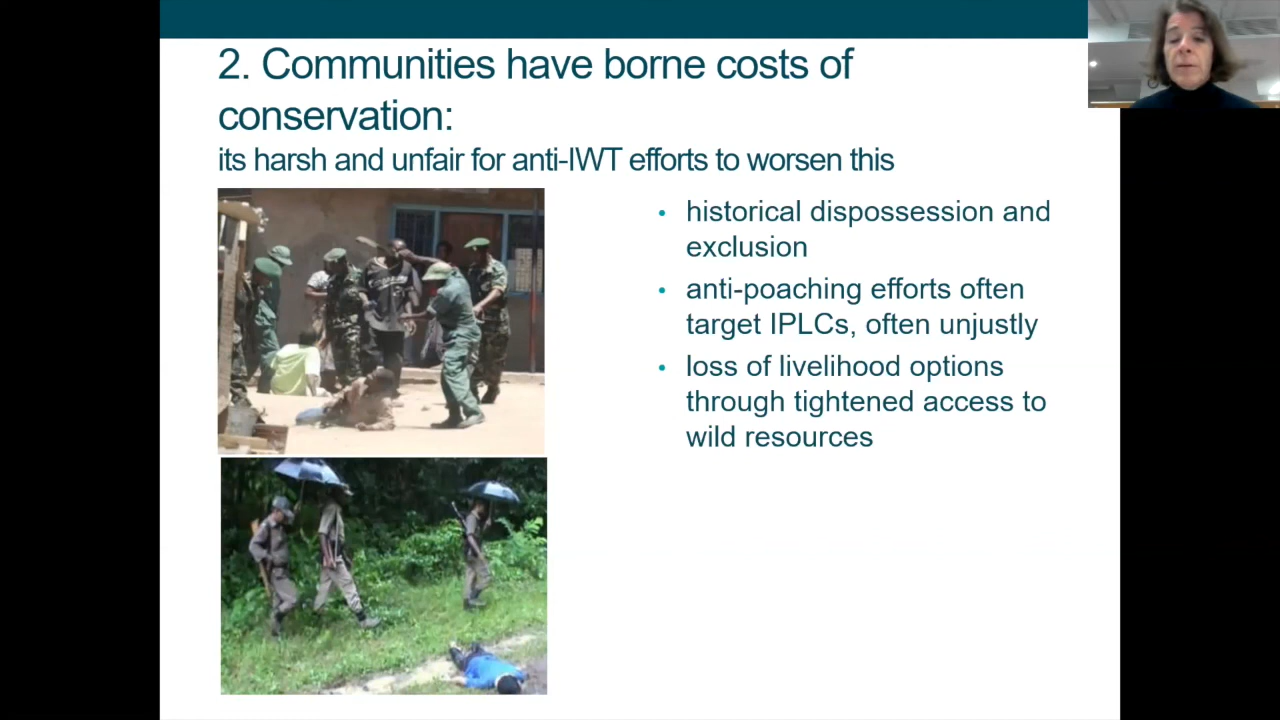 2. Communities have borne costs of
conservation:
its harsh and unfair for anti-IWT efforts to worsen this
• historical dispossession and
exclusion
• anti-poaching efforts often
target IPLCs, often unjustly
• loss of livelihood options
through tightened access to
wild resources